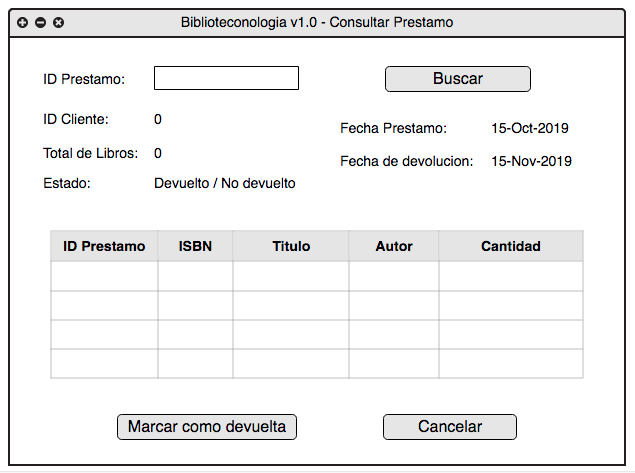 Biblioteconologia v1.0 - Consultar Prestamo
ID Prestamo:
Buscar
ID Cliente: 0
Fecha Prestamo: 15-Oct-2019
Total de Libros: 0
Fecha de devolucion: 15-Nov-2019
Estado: Devuelto / No devuelto
ID Prestamo ISBN Titulo Autor Cantidad
Marcar como devuelta
Cancelar